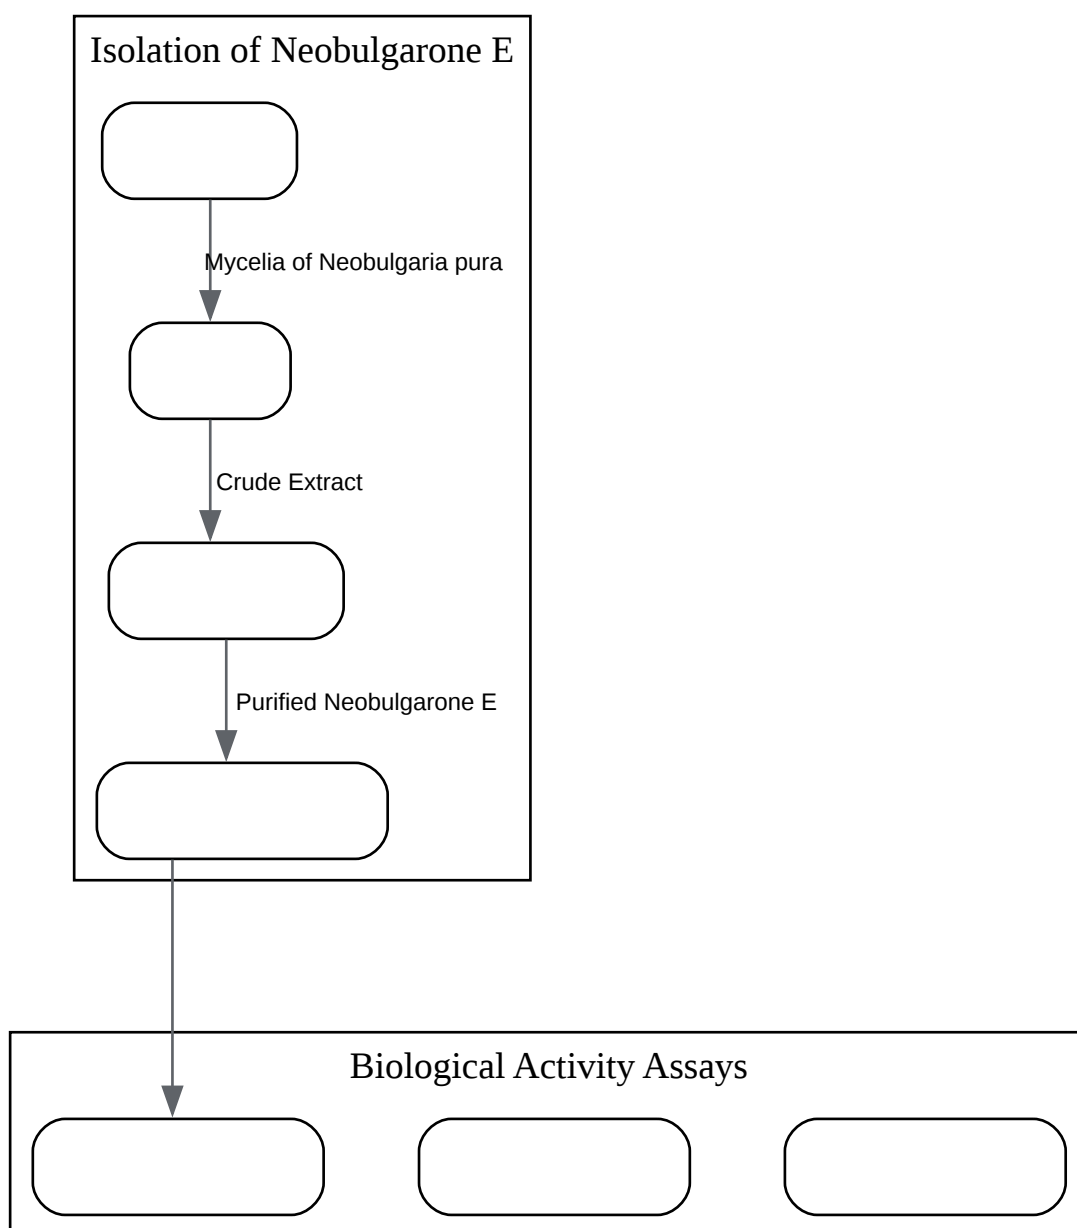 Isolation of Neobulgarone E
Mycelia of Neobulgaria pura
Crude Extract
Purified Neobulgarone E
Biological Activity Assays